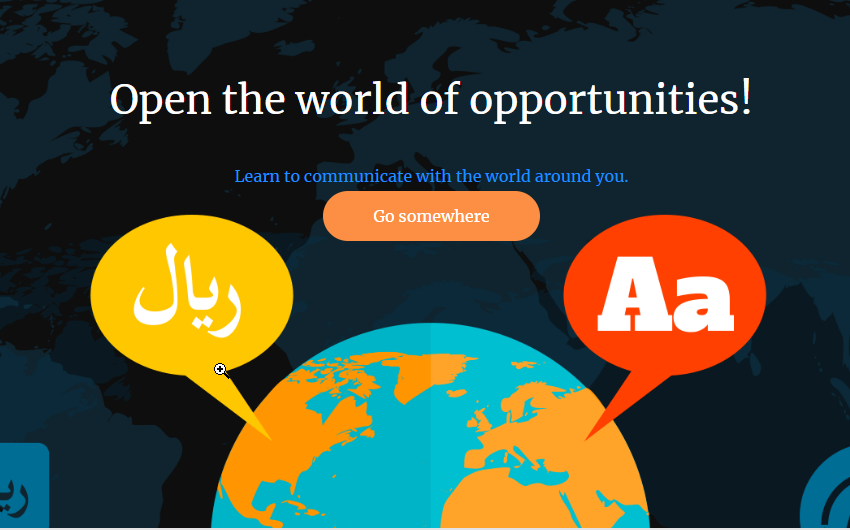 Open the world of opportunities!
Learn to communicate with the world around you.
Go somewhere
ريال
Aa